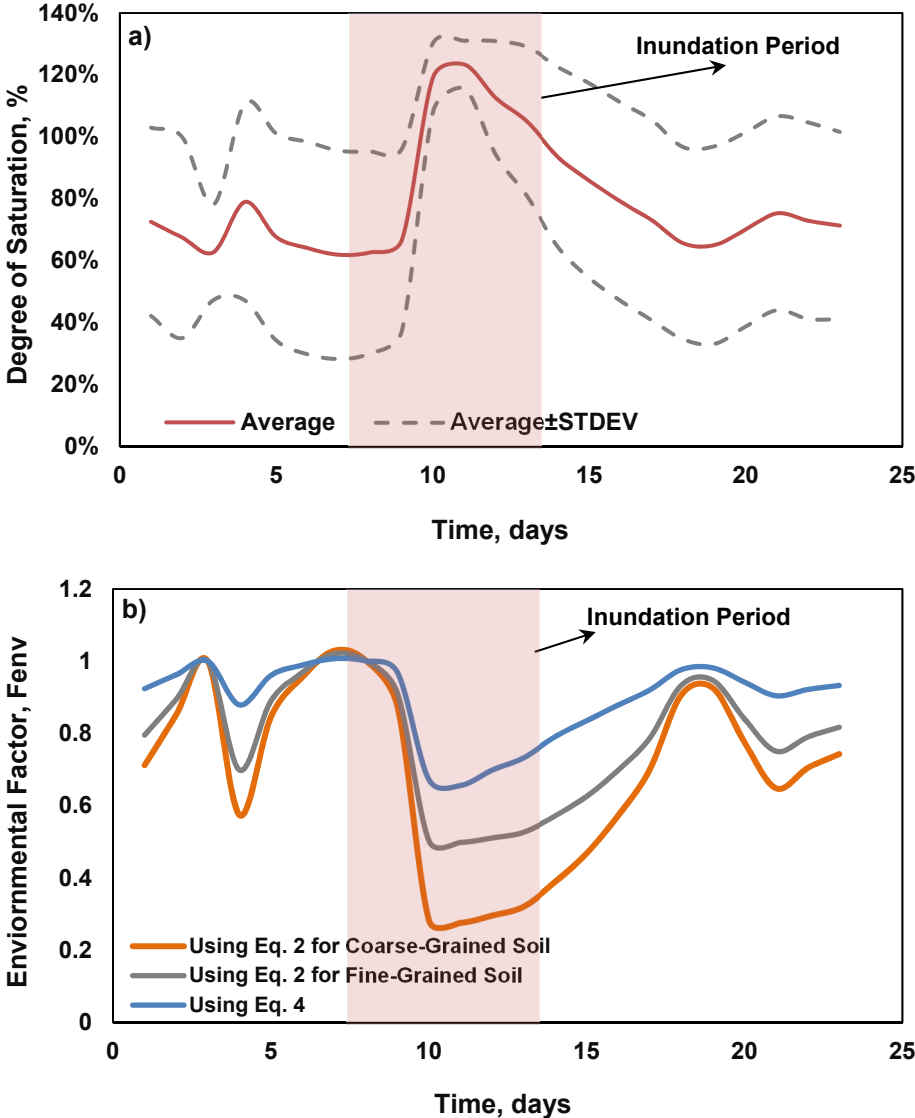 140%
a)
Inundation Period
120%
100%
80%
60%
40%
20%
0%
Degree of Saturation, %
Average
Average±STDEV
0 5 10 15 20 25
Time, days
1.2
b)
Inundation Period
1
0.8
0.6
0.4
0.2
0
Enviornmental Factor, Fenv
Using Eq. 2 for Coarse-Grained Soil
Using Eq. 2 for Fine-Grained Soil
Using Eq. 4
0 5 10 15 20 25
Time, days